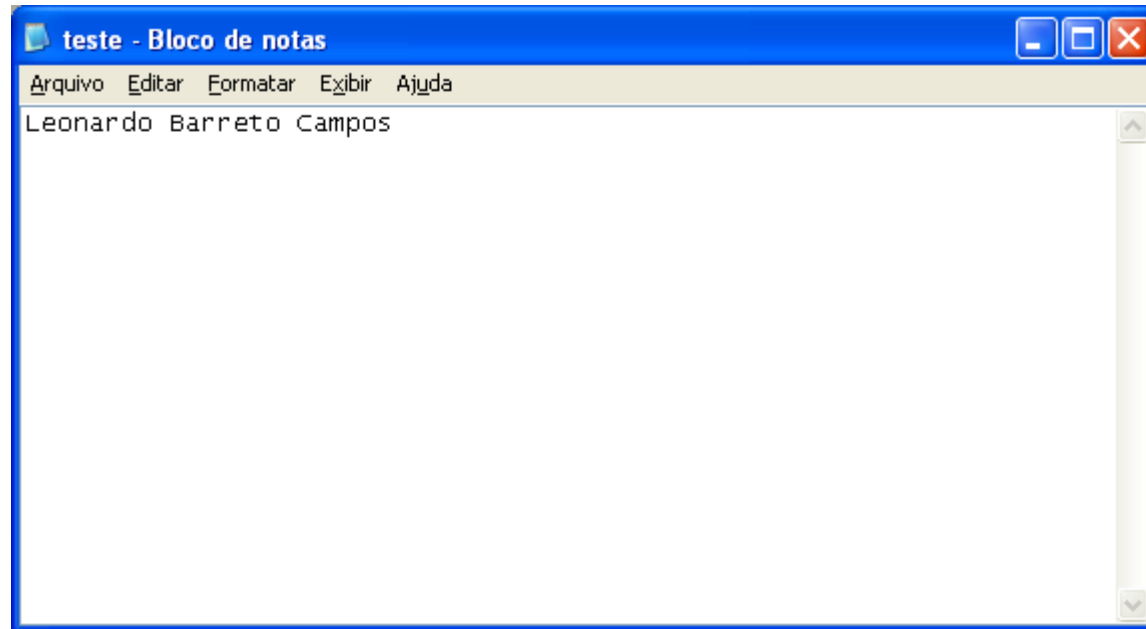 teste - Bloco de notas
Arquivo Editar Formatar Exibir Ajuda
Leonardo Barreto Campos